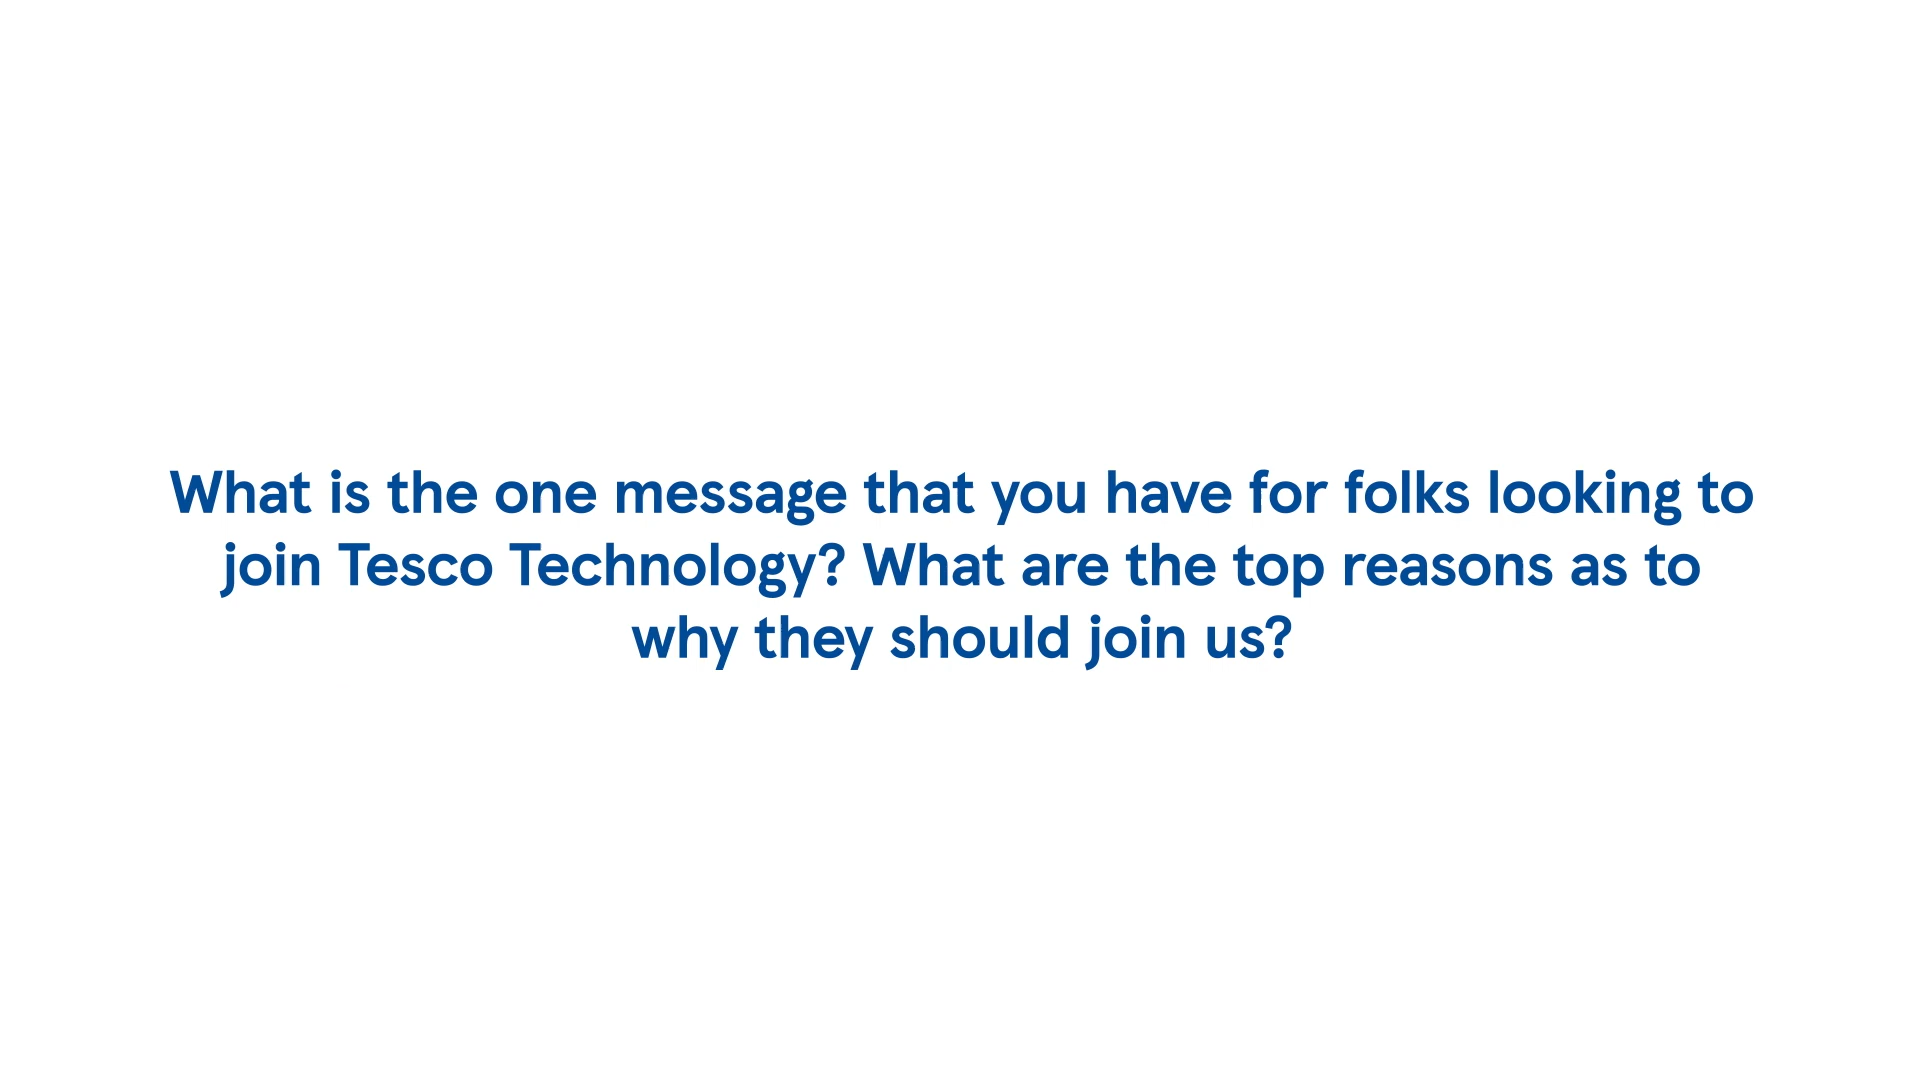 What is the one message that you have for folks looking to
join Tesco Technology? What are the top reasons as to
why they should join us?